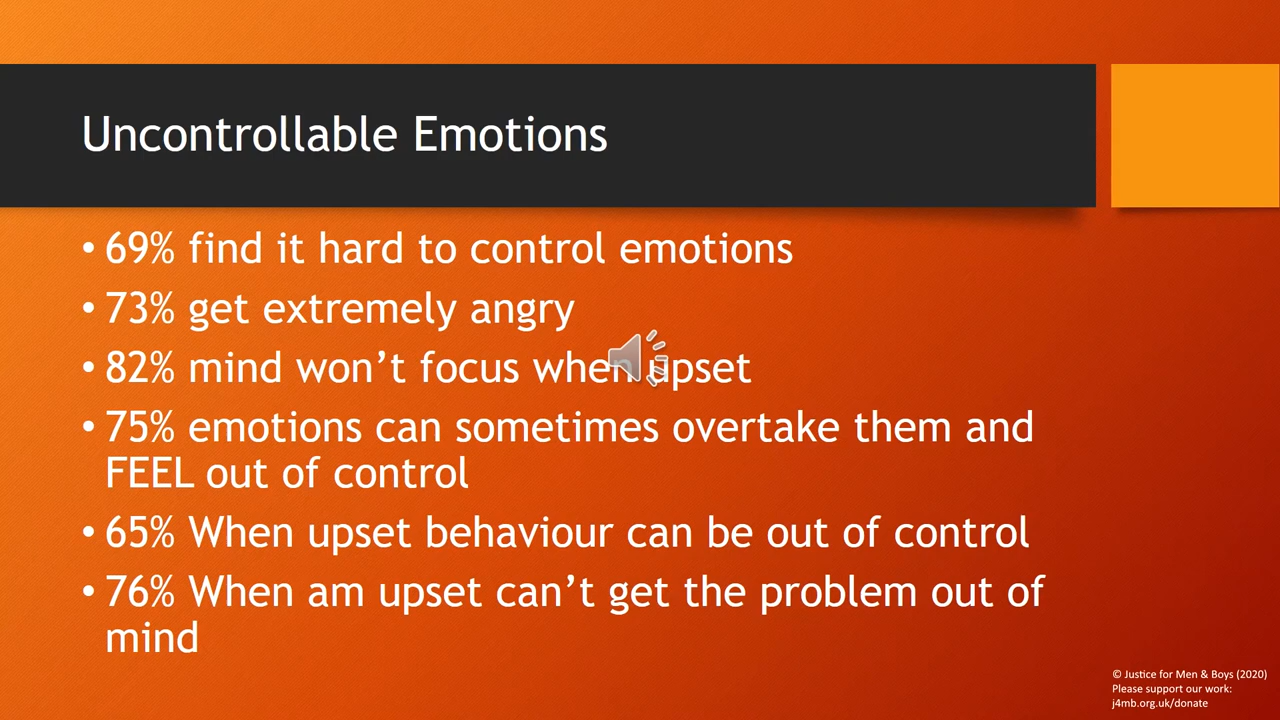 Uncontrollable Emotions
• 69% find it hard to control emotions
• 73% get extremely angry
• 82% mind won’t focus when upset
• 75% emotions can sometimes overtake them and
FEEL out of control
• 65% When upset behaviour can be out of control
• 76% When am upset can’t get the problem out of
mind
© Justice for Men & Boys (2020)
Please support our work:
j4mb.org.uk/donate